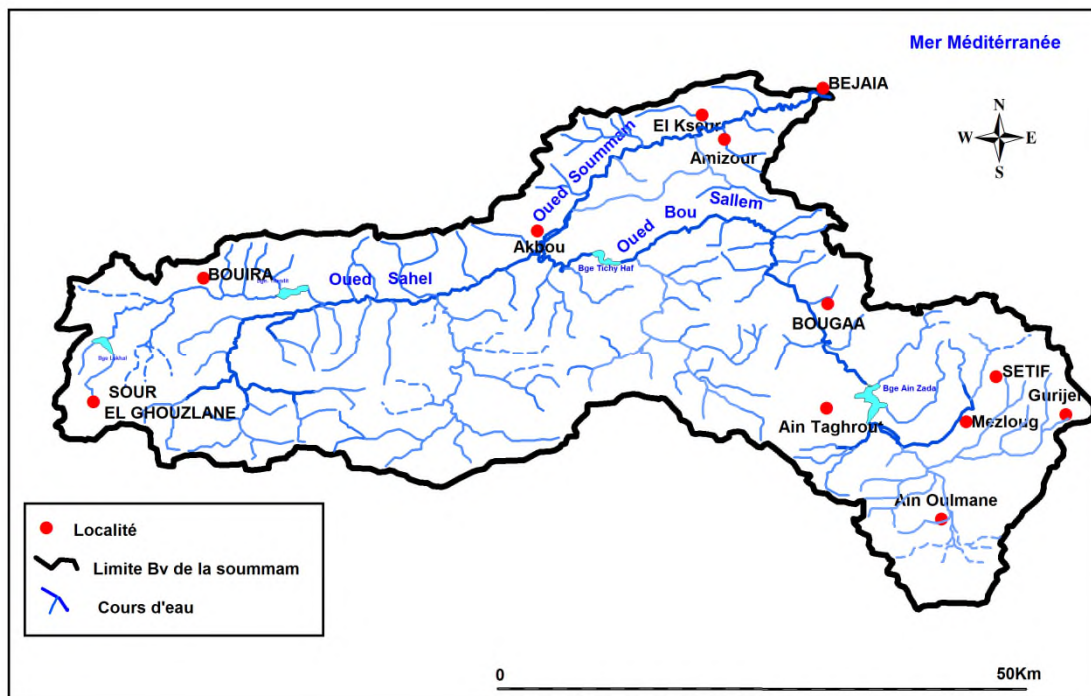 Mer Méditérranée
BEJAIA
N
W E
S
El Kseur
Amizour
Oued Soummam
Oued Bou Sallem
Akbou
Bge Tichy Haf
BOUIRA
Oued Sahel
BOUGAA
Bge Lakhal
SOUR
EL GHOUZLANE
Bge Ain Zada
SETIF
Gurijel
Ain Taghrout
Mezloug
Ain Oulmane
Localité
Limite Bv de la soummam
Cours d'eau
0 50Km